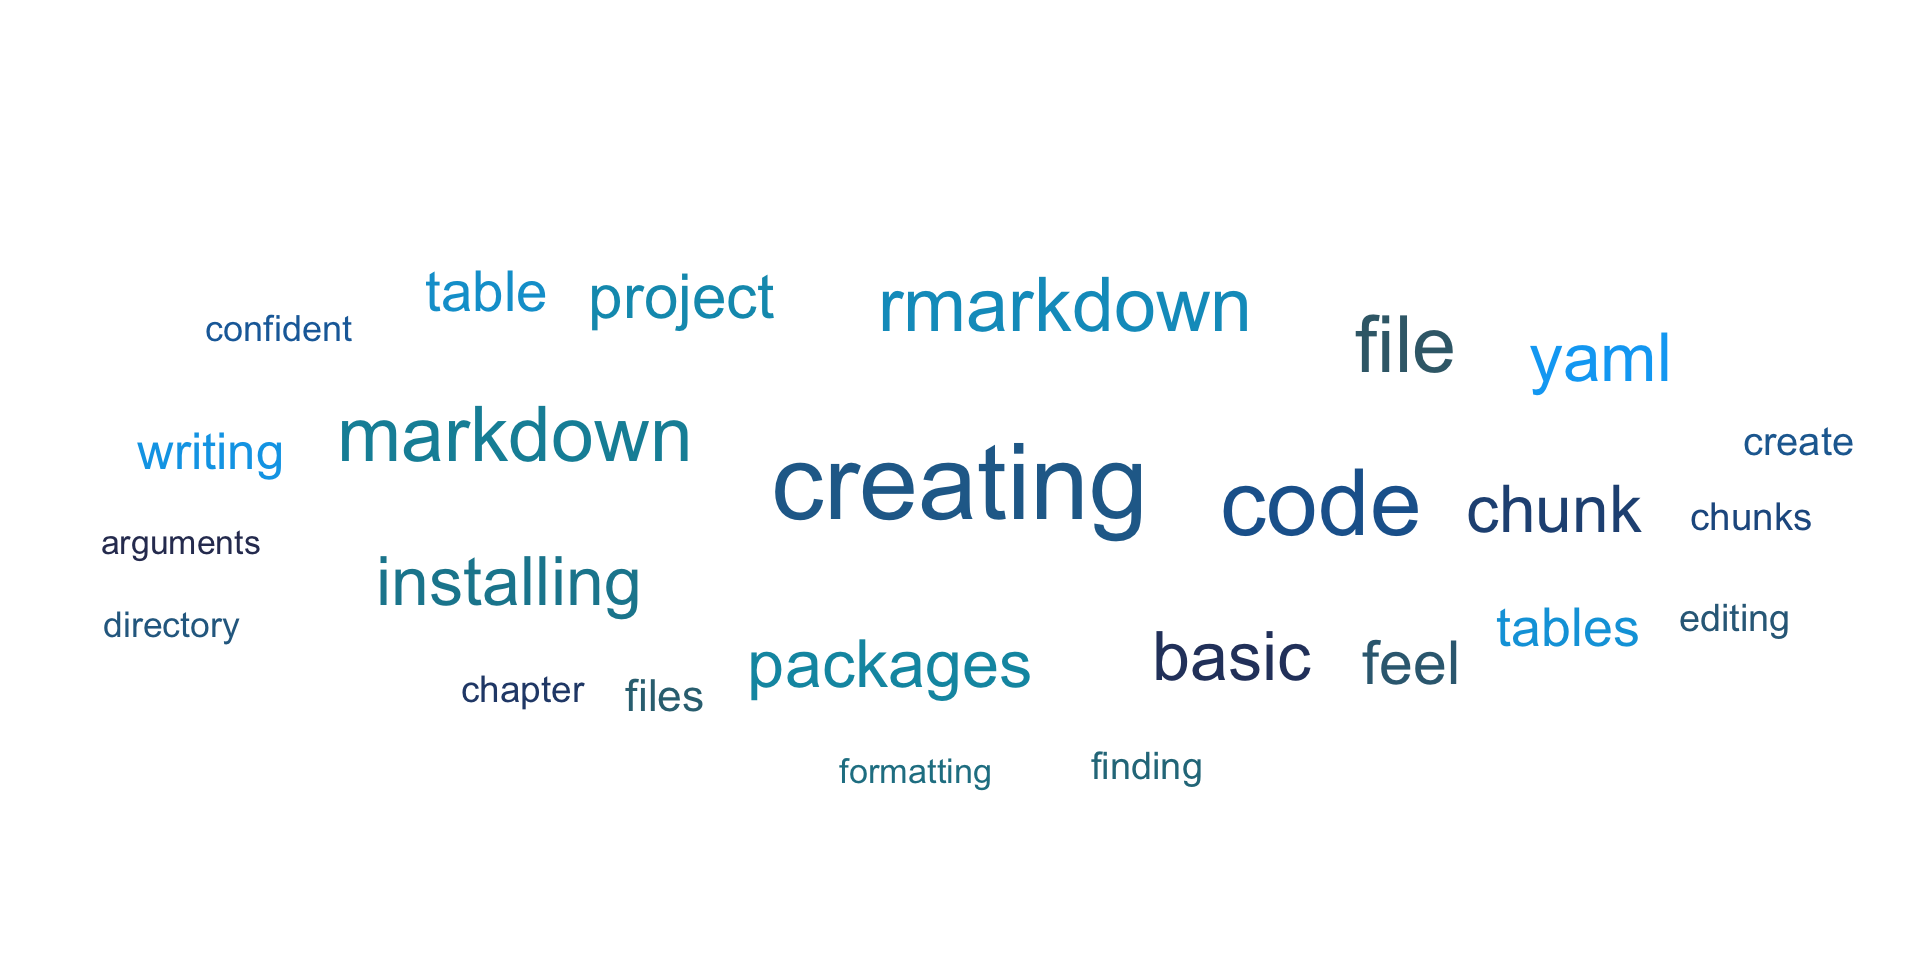 table project rmarkdown
confident file yaml
writing markdown creating code chunk create
arguments installing chunks
directory packages basic feel tables editing
chapter files
formatting finding